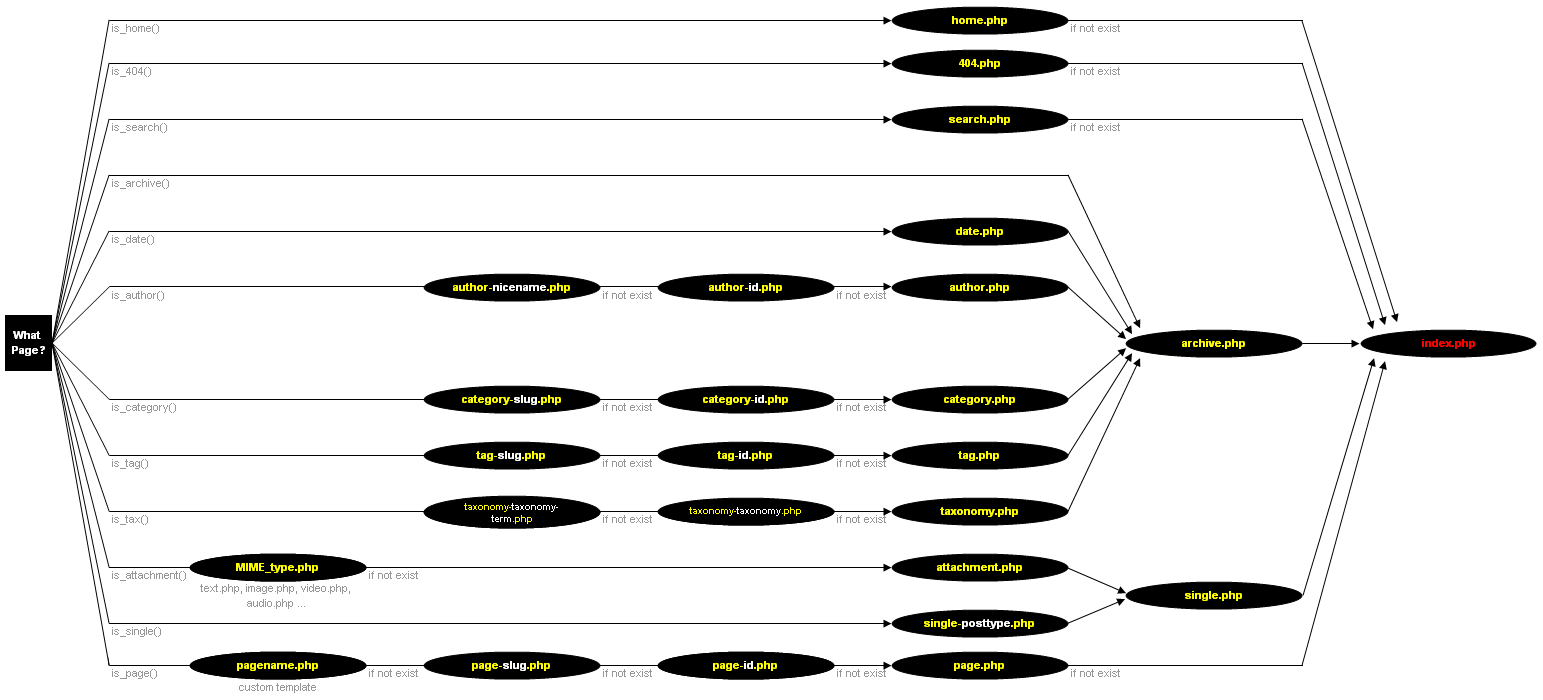 home.php
is_home() if not exist
404.php
is_404() if not exist
search.php
is_search() if not exist
is_archive()
date.php
is_date()
author-nicename.php author-id.php author.php
is_author() if not exist if not exist
What
Page?
archive.php index.php
category-slug.php category-id.php category.php
is_category() if not exist if not exist
tag-slug.php tag-id.php tag.php
is_tag() if not exist if not exist
taxonomy-taxonomy-
term.php
taxonomy-taxonomy.php taxonomy.php
is_tax() if not exist if not exist
MIME_type.php attachment.php
is_attachment() if not exist
text.php, image.php, video.php,
audio.php ...
single.php
single-posttype.php
is_single()
pagename.php page-slug.php page-id.php page.php
is_page() if not exist if not exist if not exist if not exist
custom template